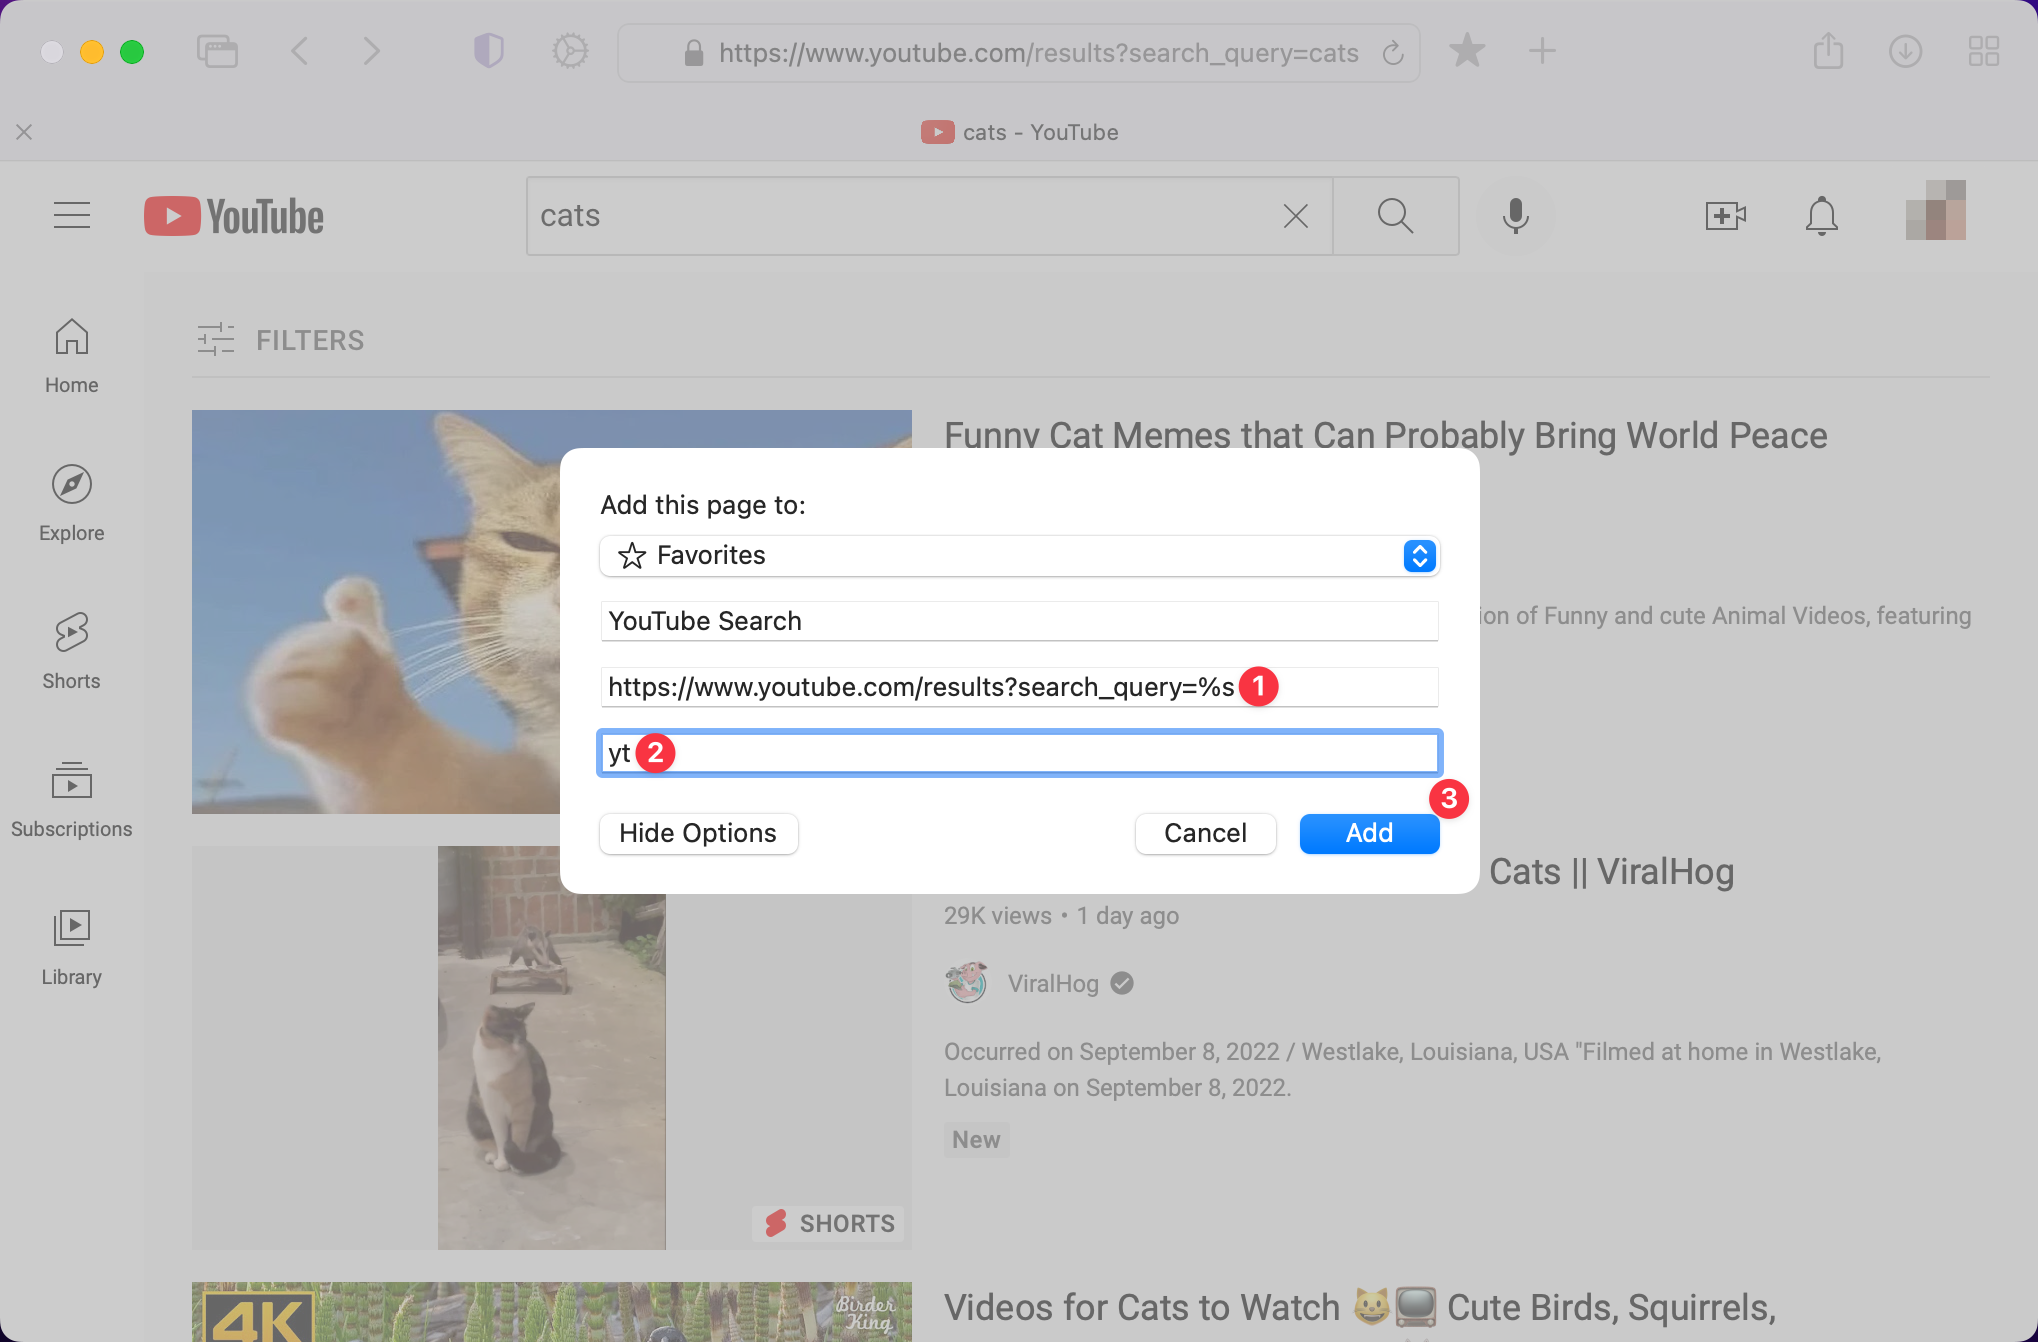 https://www.youtube.com/results?search_query=cats
cats - YouTube
YouTube
cats
FILTERS
Home
Explore
Shorts
Subscriptions
Library
Funny Cat Memes that Can Probably Bring World Peace
ion of Funny and cute Animal Videos, featuring
Add this page to:
Favorites
YouTube Search
https://www.youtube.com/results?search_query=%s 1
yt 2
3
Hide Options
Cancel
Add
Cats || ViralHog
29K views • 1 day ago
ViralHog
Occurred on September 8, 2022 / Westlake, Louisiana, USA "Filmed at home in Westlake,
Louisiana on September 8, 2022.
New
SHORTS
4K
Birder
King
Videos for Cats to Watch 😺📺 Cute Birds, Squirrels,